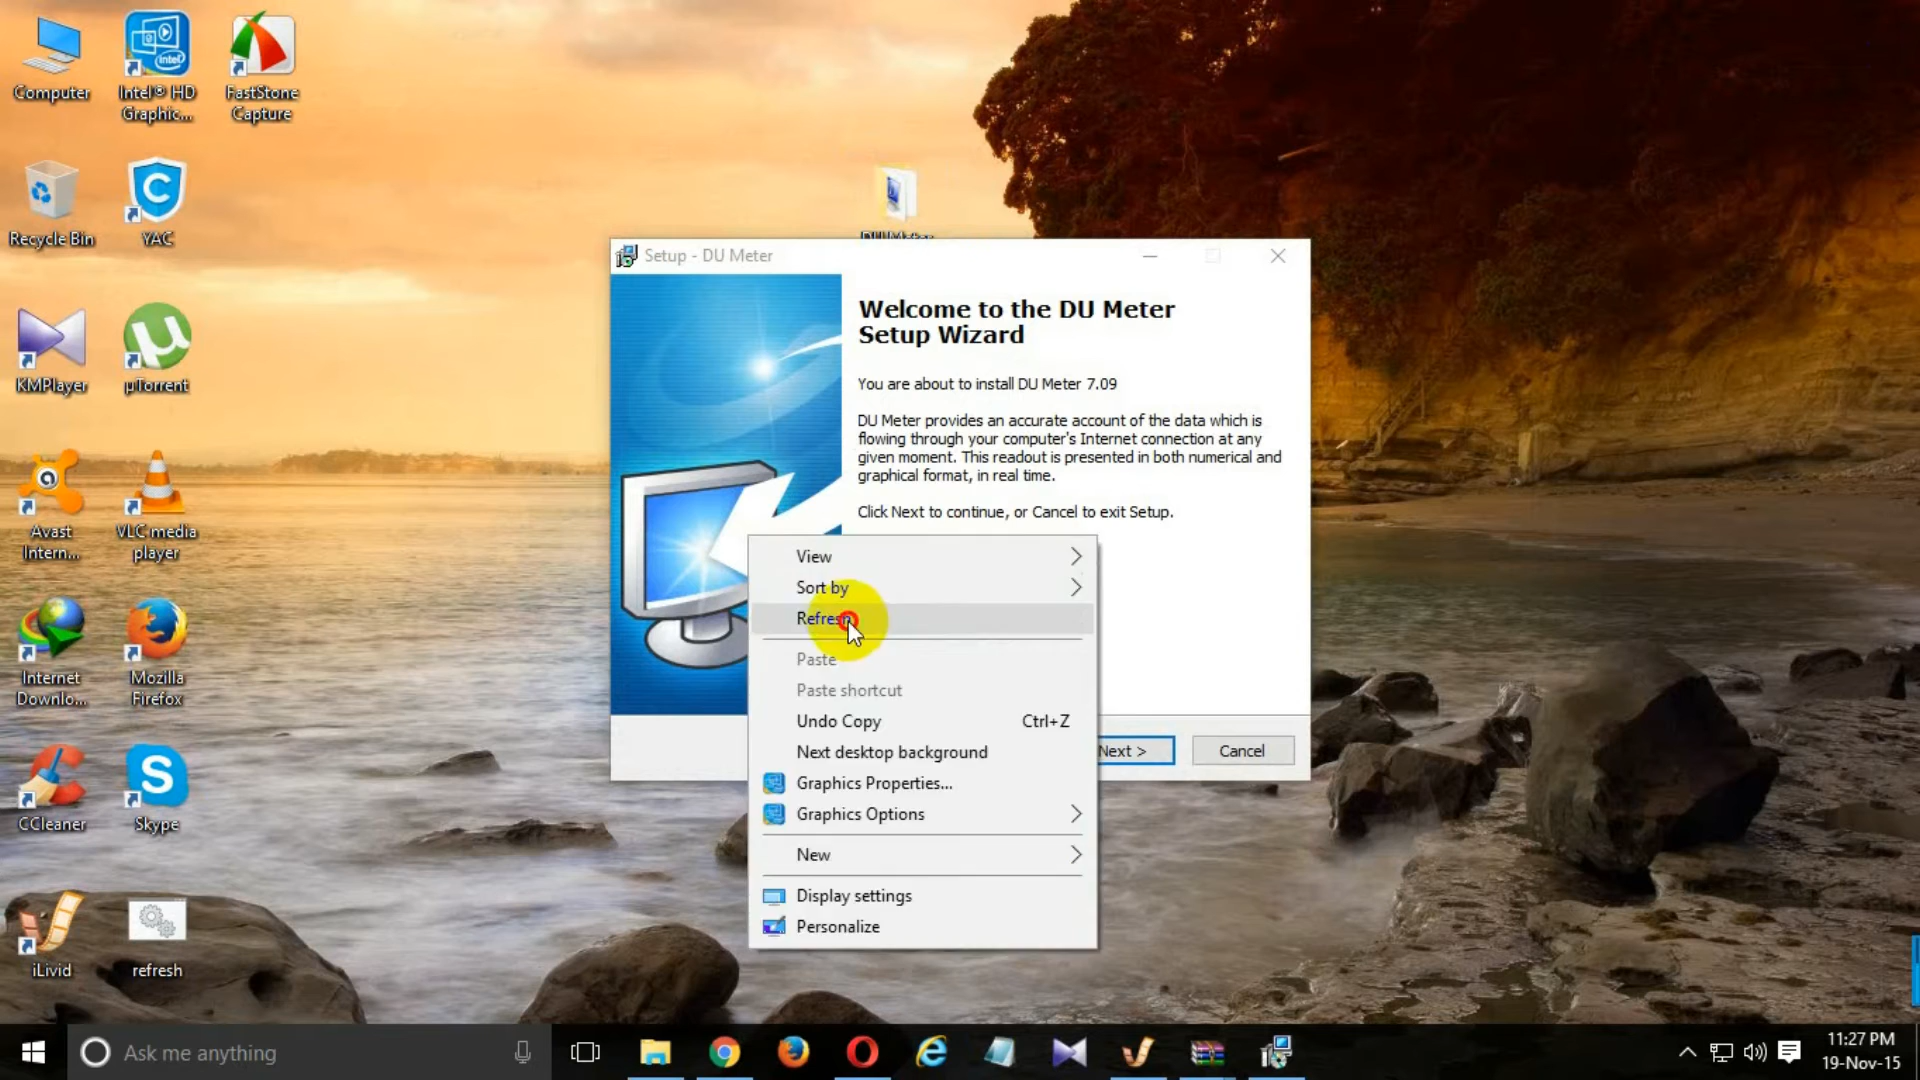 Computer
Intel® HD
Graphic...
FastStone
Capture
Recycle Bin
YAC
KMPlayer
µTorrent
Avast
Intern...
VLC media
player
Internet
Downlo...
Mozilla
Firefox
CCleaner
Skype
iLivid
refresh
DU Meter
Setup - DU Meter
Welcome to the DU Meter
Setup Wizard
You are about to install DU Meter 7.09
DU Meter provides an accurate account of the data which is
flowing through your computer's Internet connection at any
given moment. This readout is presented in both numerical and
graphical format, in real time.
Click Next to continue, or Cancel to exit Setup.
Next >
Cancel
View
Sort by
Refresh
Paste
Paste shortcut
Undo Copy Ctrl+Z
Next desktop background
Graphics Properties...
Graphics Options
New
Display settings
Personalize
Ask me anything
11:27 PM
19-Nov-15